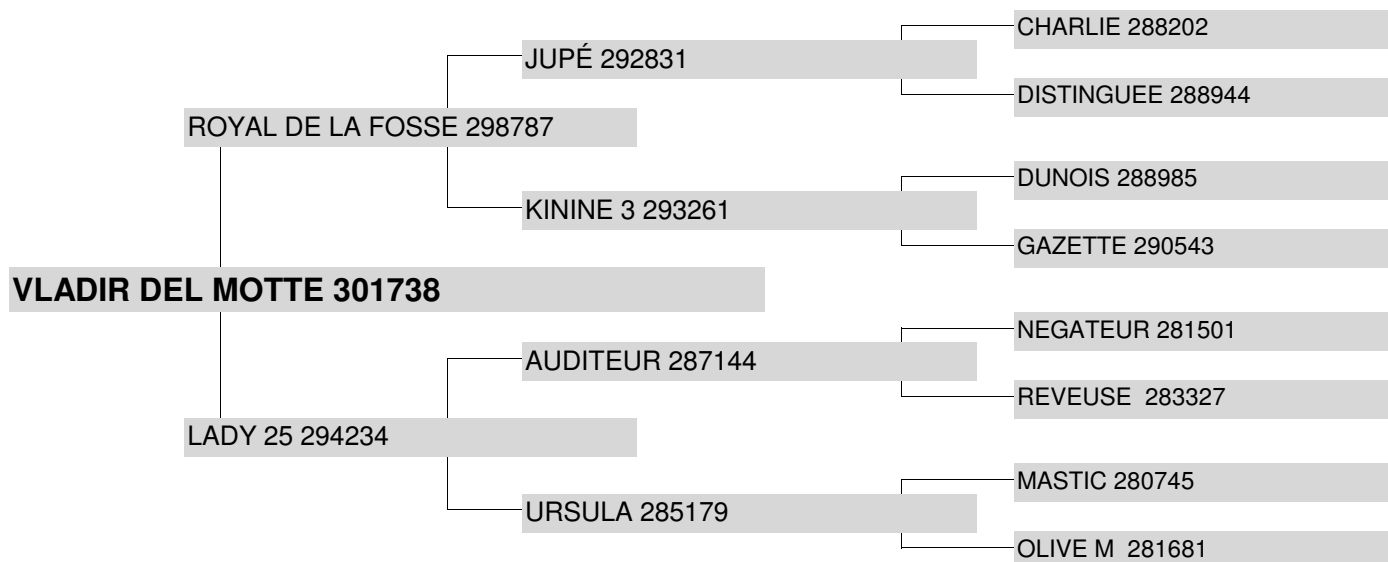 CHARLIE 288202
JUPÉ 292831
DISTINGUEE 288944
ROYAL DE LA FOSSE 298787
DUNOIS 288985
KININE 3 293261
GAZETTE 290543
VLADIR DEL MOTTE 301738
NEGATEUR 281501
AUDITEUR 287144
REVEUSE  283327
LADY 25 294234
MASTIC 280745
URSULA 285179
OLIVE M  281681